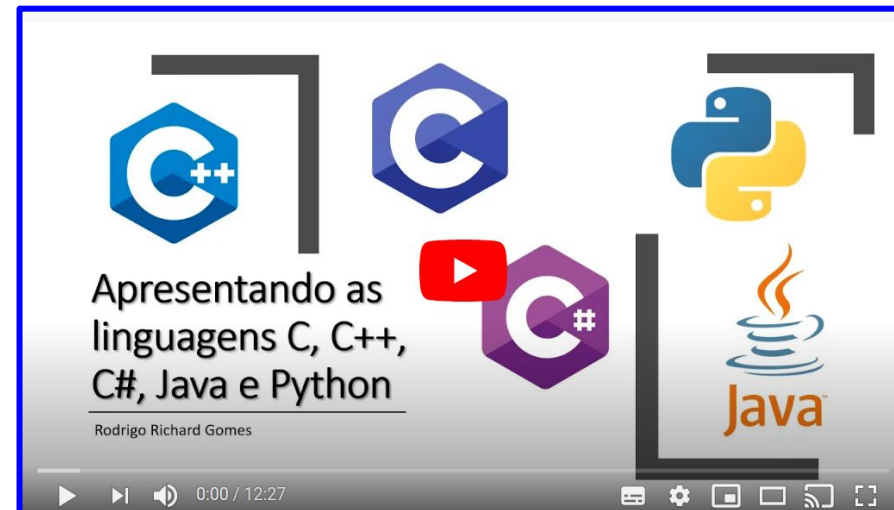 C++
C
C#
Apresentando as
linguagens C, C++,
C#, Java e Python
Rodrigo Richard Gomes
Java
0:00 / 12:27